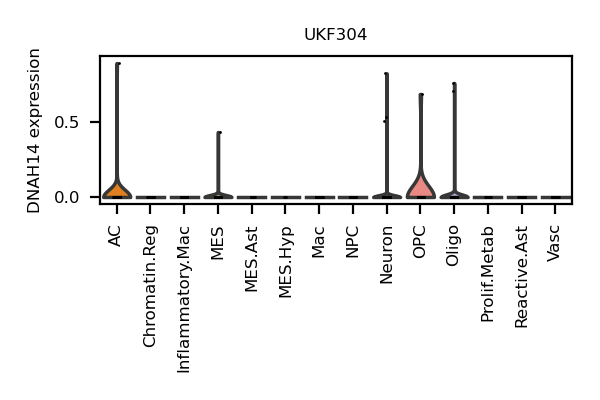 UKF304
DNAH14 expression
0.5
0.0
AC
Chromatin.Reg
Inflammatory.Mac
MES
MES.Ast
MES.Hyp
Mac
NPC
Neuron
OPC
Oligo
Prolif.Metab
Reactive.Ast
Vasc